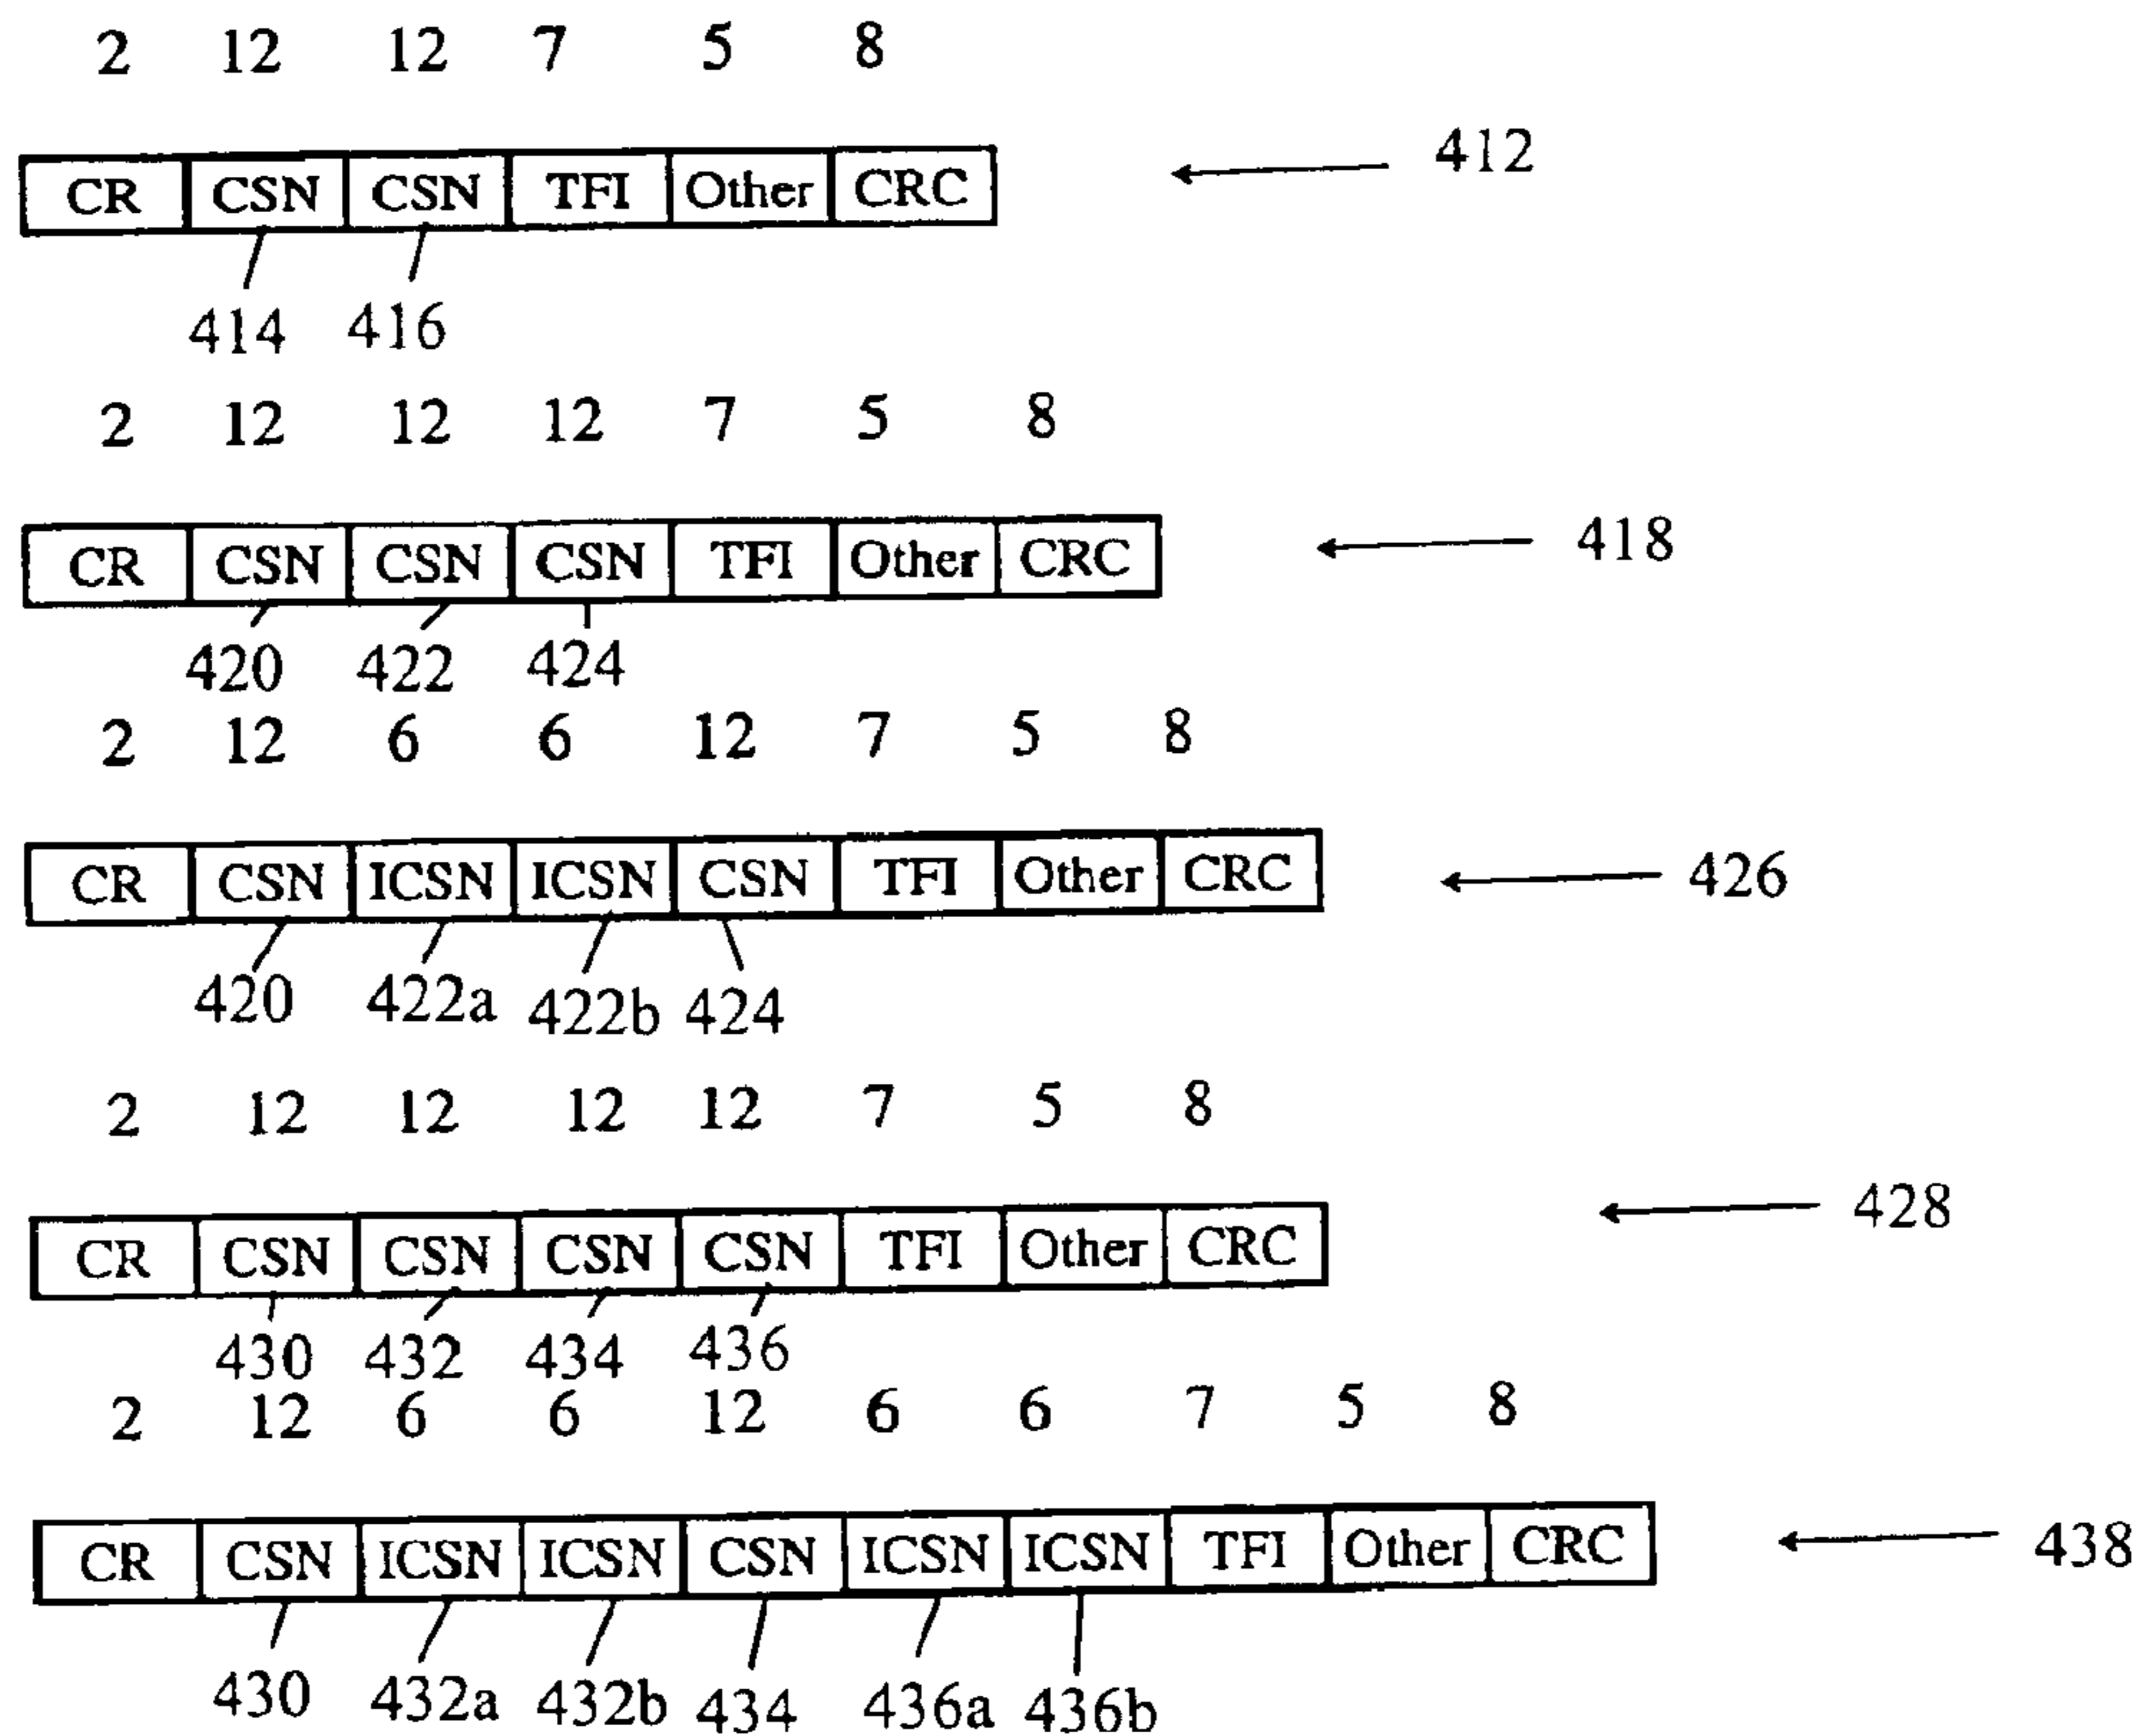 2 12 12 7 5 8
CR CSN CSN TFI Other CRC 412
414 416
2 12 12 12 7 5 8
CR CSN CSN CSN TFI Other CRC 418
420 422 424
2 12 6 6 12 7 5 8
CR CSN ICSN ICSN CSN TFI Other CRC 426
420 422a 422b 424
2 12 12 12 12 7 5 8
CR CSN CSN CSN CSN TFI Other CRC 428
430 432 434 436
2 12 6 6 12 6 6 7 5 8
CR CSN ICSN ICSN CSN ICSN ICSN TFI Other CRC 438
430 432a 432b 434 436a 436b